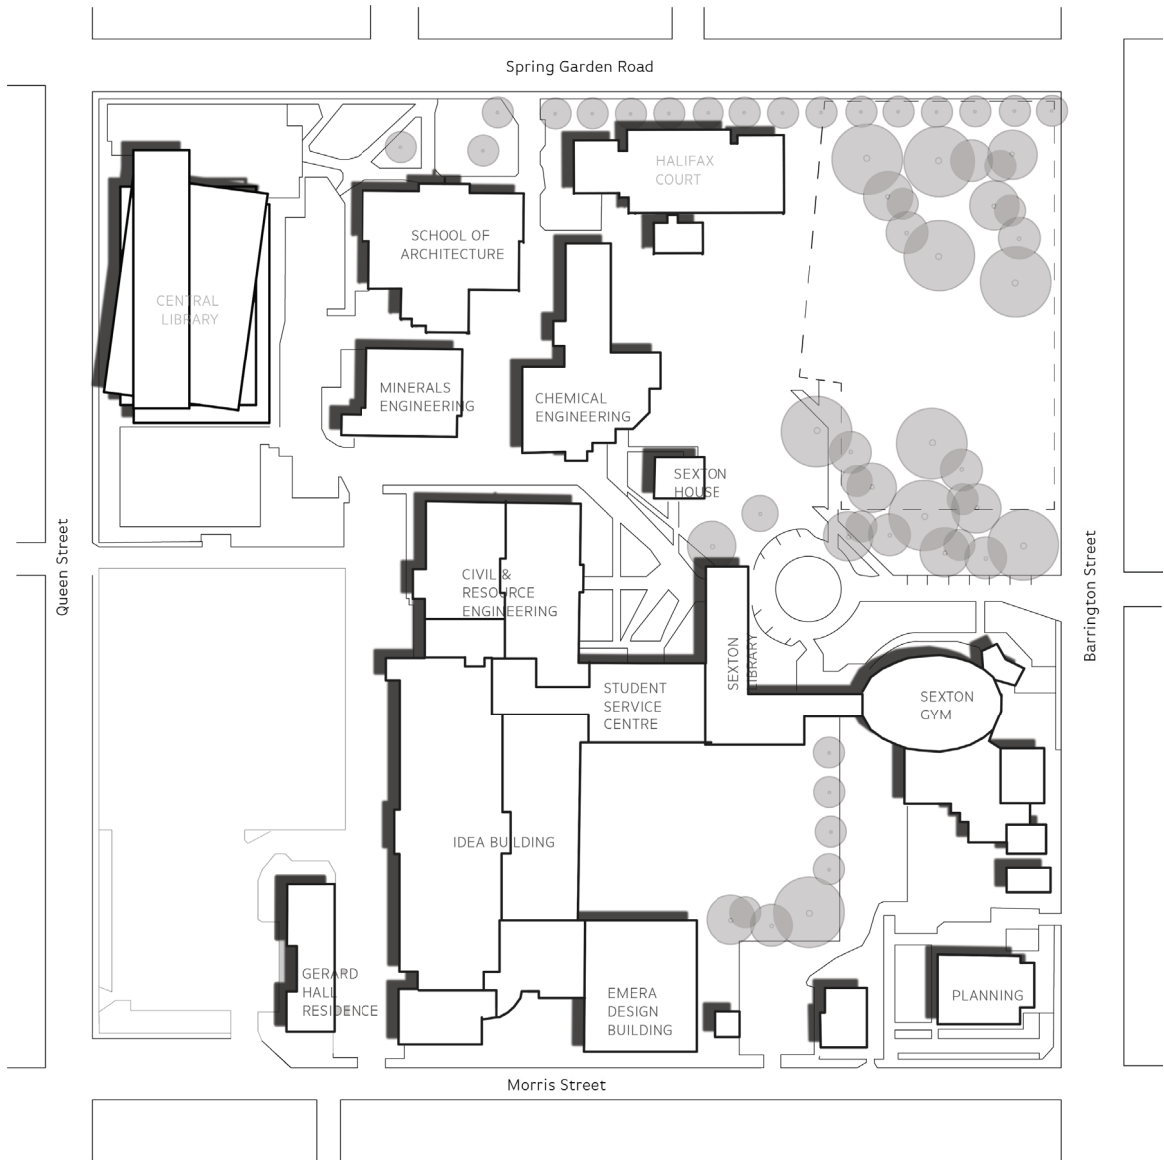 Spring Garden Road
HALIFAX
COURT
SCHOOL OF
ARCHITECTURE
CENTRAL
LIBRARY
MINERALS
ENGINEERING
CHEMICAL
ENGINEERING
SEXTON
HOUSE
Queen Street
Barrington Street
CIVIL &
RESOURCE
ENGINEERING
SEXTON
LIBRARY
STUDENT
SERVICE
CENTRE
SEXTON
GYM
IDEA BUILDING
GERARD
HALL
RESIDENCE
EMERA
DESIGN
BUILDING
PLANNING
Morris Street